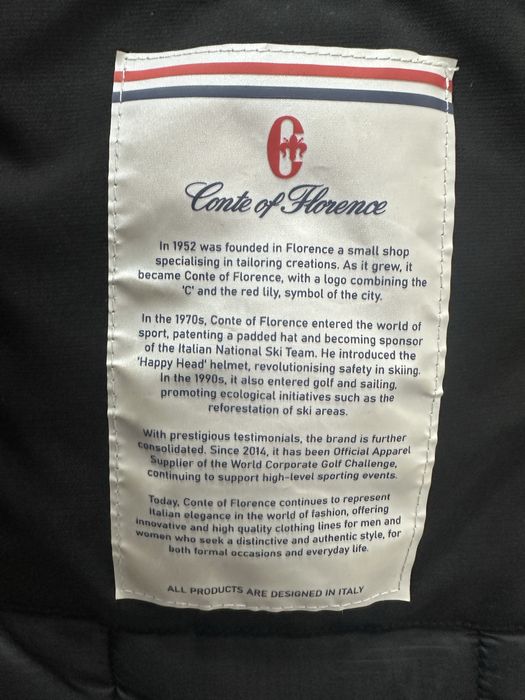 C
Conte of Florence
In 1952 was founded in Florence a small shop
specialising in tailoring creations. As it grew, it
became Conte of Florence, with a logo combining the
'C' and the red lily, symbol of the city.
In the 1970s, Conte of Florence entered the world of
sport, patenting a padded hat and becoming sponsor
of the Italian National Ski Team. He introduced the
'Happy Head' helmet, revolutionising safety in skiing.
In the 1990s, it also entered golf and sailing,
promoting ecological initiatives such as the
reforestation of ski areas.
With prestigious testimonials, the brand is further
consolidated. Since 2014, it has been Official Apparel
Supplier of the World Corporate Golf Challenge,
continuing to support high-level sporting events.
Today, Conte of Florence continues to represent
Italian elegance in the world of fashion, offering
innovative and high quality clothing lines for men and
women who seek a distinctive and authentic style, for
both formal occasions and everyday life.
ALL PRODUCTS ARE DESIGNED IN ITALY